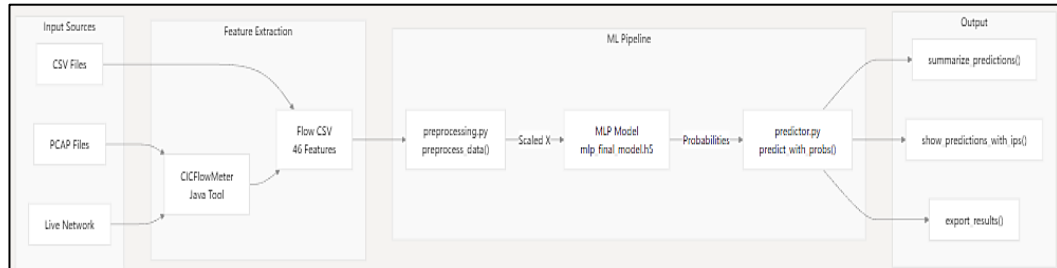 Input Sources
CSV Files
PCAP Files
Live Network
Feature Extraction
CICFlowMeter
Java Tool
Flow CSV
46 Features
ML Pipeline
preprocessing.py
preprocess_data()
Scaled X
MLP Model
mlp_final_model.h5
Probabilities
predictor.py
predict_with_probs()
Output
summarize_predictions()
show_predictions_with_ips()
export_results()